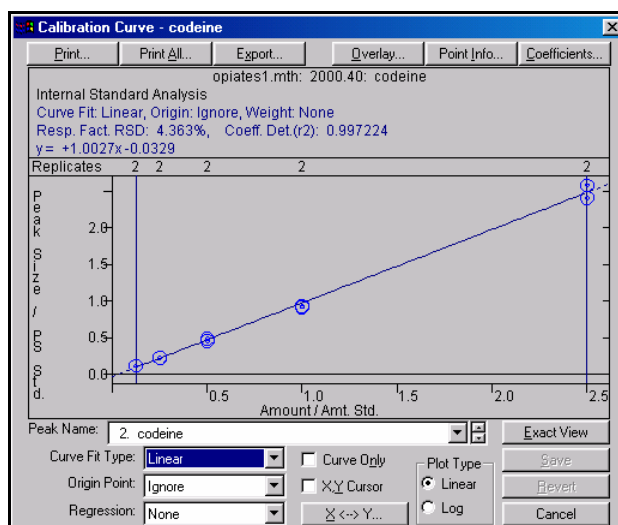 Calibration Curve - codeine
Print... Print All... Export... Overlay... Point Info... Coefficients...
opiates1.mth: 2000.40: codeine
Internal Standard Analysis
Curve Fit: Linear, Origin: Ignore, Weight: None
Resp. Fact. RSD: 4.363%, Coeff. Det.(r2): 0.997224
y= +1.0027x-0.0329
Replicates 2 2 2 2 2
Peak Size / PS Std.
2.0
1.5
1.0
0.5
0.0
0.5 1.0 1.5 2.0 2.5
Amount / Amt. Std.
Peak Name: 2. codeine Exact View
Curve Fit Type: Linear Curve Only Plot Type Save
Origin Point: Ignore X,Y Cursor Linear Revert
Regression: None X <--> Y... Log Cancel